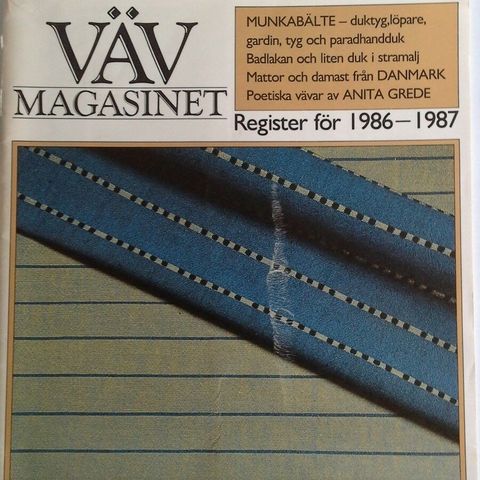 VÄV
MAGASINET
MUNKABÄLTE – duktyg,löpare,
gardin, tyg och paradhandduk
Badlakan och liten duk i stramalj
Mattor och damast från DANMARK
Poetiska vävar av ANITA GREDE
Register för 1986–1987